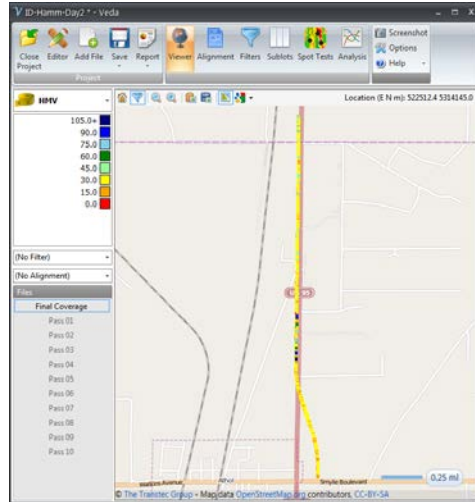 ID-Hamm-Day2 * - Veda
Close Project
Editor
Add File
Save
Report
Viewer
Alignment
Filters
Sublots
Spot Tests
Analysis
Screenshot
Options
Help
Project
HMV
Location (E N m): 522512.4 5314145.0
105.0+
90.0
75.0
60.0
45.0
30.0
15.0
0.0
(No Filter)
(No Alignment)
Files
Final Coverage
Pass 01
Pass 02
Pass 03
Pass 04
Pass 05
Pass 06
Pass 07
Pass 08
Pass 09
Pass 10
Smylie Boulevard
0.25 mi
© The Transtec Group - Mapdata OpenStreetMap.org contributors, CC-BY-SA